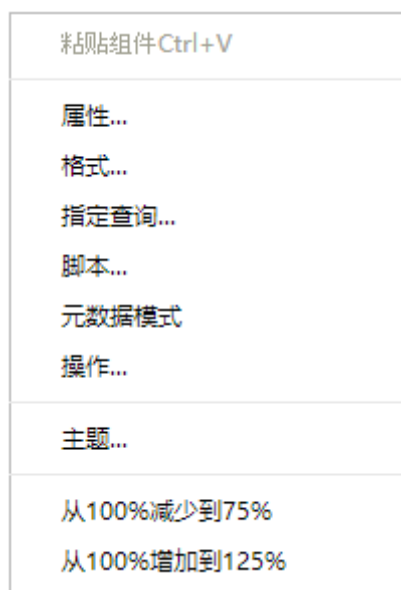 粘贴组件Ctrl+V
属性...
格式...
指定查询...
脚本...
元数据模式
操作...
主题...
从100%减少到75%
从100%增加到125%